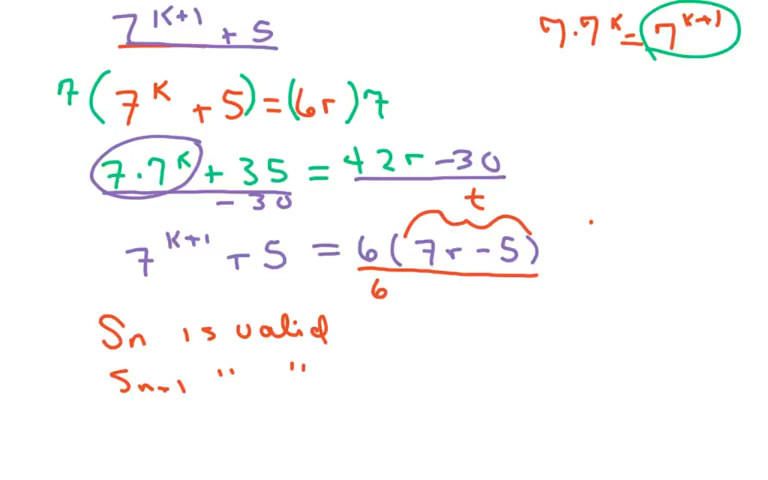 7^{K+1} + 5
7 · 7^K = 7^{K+1}
7 ( 7^K + 5 ) = ( 6r ) 7
7 · 7^K + 35 = 42r - 30
- 30
t
7^{K+1} + 5 = 6 ( 7r - 5 )
6
Sn is valid
Sn-1 " "